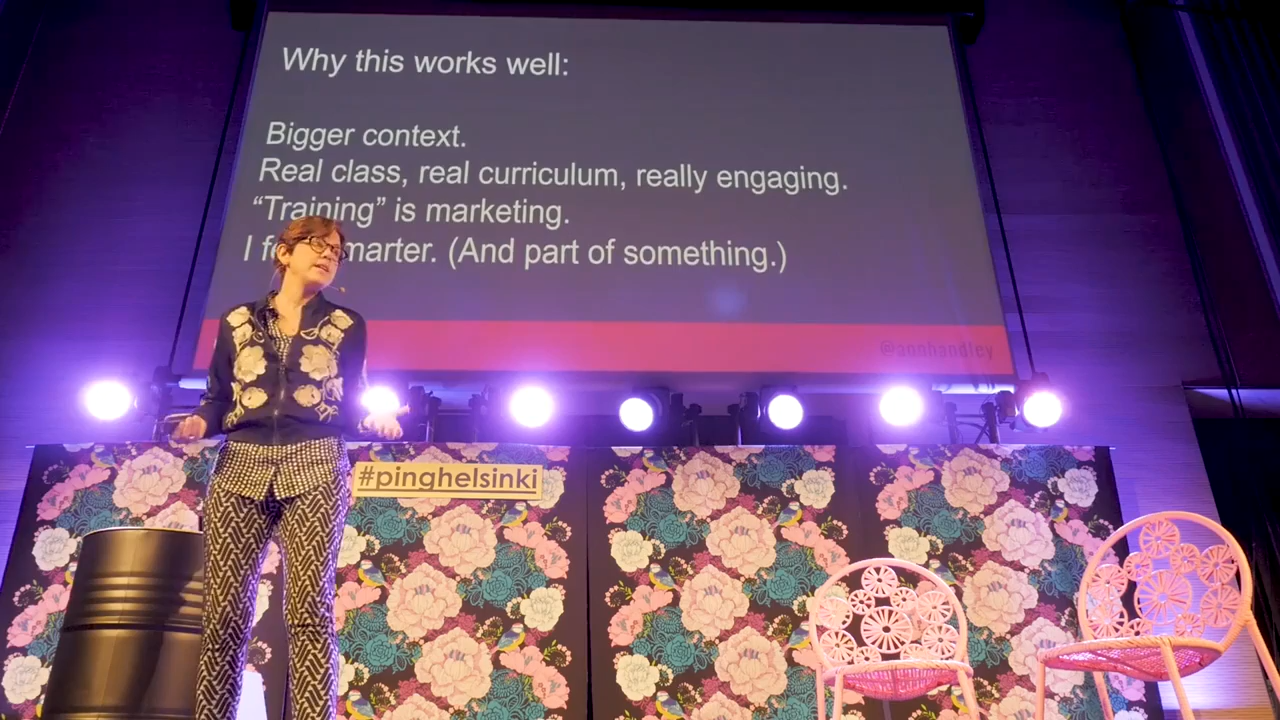 Why this works well:
Bigger context.
Real class, real curriculum, really engaging.
“Training” is marketing.
I marter. (And part of something.)
@annhandley
#pinghelsinki